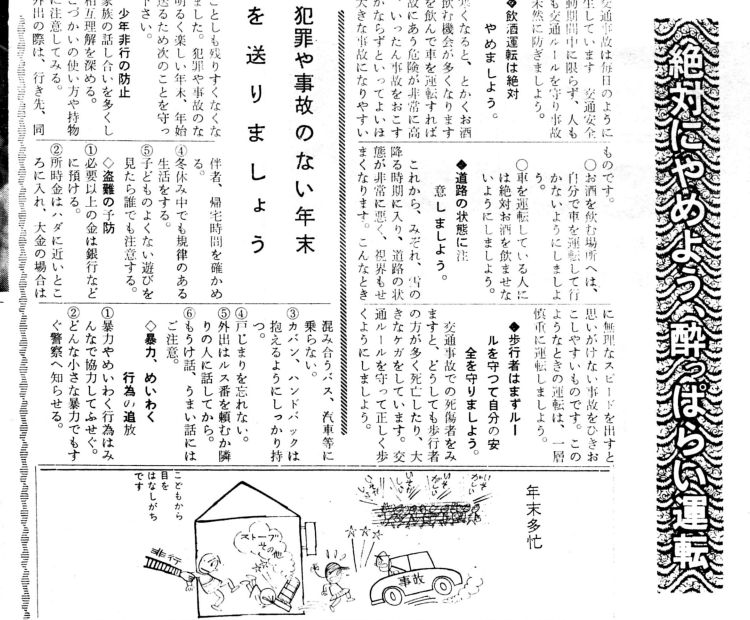 絶対にやめよう、酔っぱらい運転
交通事故は毎日のように
生しています　交通安全
動期間中に限らず、人も
も交通ルールを守り事故
未然に防ぎましょう。
◆飲酒運転は絶対
やめましょう。
寒くなると、とかくお酒
飲む機会が多くなります
を飲んで車を運転すれば
故にあう危険が非常に高
、いったん事故をおこす
かならずといってよいほ
大きな事故になりやすい
ものです。
○お酒を飲む場所へは、
自分で車を運転して行
かないようにしましょ
う。
○車を運転している人に
は絶対お酒を飲ませな
いようにしましょう。
◆道路の状態に注
意しましょう。
これから、みぞれ、雪の
降る時期に入り、道路の状
態が非常に悪く、視界もせ
まくなります。こんなとき
に無理なスピードを出すと
思いがけない事故をひきお
こしやすいものです。この
ようなときの運転は、一層
慎重に運転しましょう。
◆歩行者はまずルー
ルを守つて自分の安
全を守りましょう。
交通事故での死傷者をみ
ますと、どうしても歩行者
の方が多く死亡したり、大
きなケガをしています。交
通ルールを守って正しく歩
くようにしましょう。
犯罪や事故のない年末
を送りましょう
ことしも残りすくなくな
ました。犯罪や事故のな
明るく楽しい年末、年始
送るため次のことを守っ
下さい。
少年非行の防止
家族の話し合いを多くし
相互理解を深める。
こづかいの使い方や持物
に注意してみる。
外出の際は、行き先、同
伴者、帰宅時間を確かめ
る。
④冬休み中でも規律のある
生活をする。
⑤子どものよくない遊びを
見たら誰でも注意する。
◇盗難の予防
①必要以上の金は銀行など
に預ける。
②所時金はハダに近いとこ
ろに入れ、大金の場合は
混み合うバス、汽車等に
乗らない。
③カバン、ハンドバックは
抱えるようにしっかり持
つ。
④戸じまりを忘れない。
⑤外出はルス番を頼むか隣
りの人に話してから。
⑥もうけ話、うまい話には
ご注意。
◇暴力、めいわく
行為の追放
①暴力やめいわく行為はみ
んなで協力してふせぐ。
②どんな小さな暴力でもす
ぐ警察へ知らせる。
年末多忙
事故
ストーブ
その他
非行
こどもから
目を
はなしがち
です